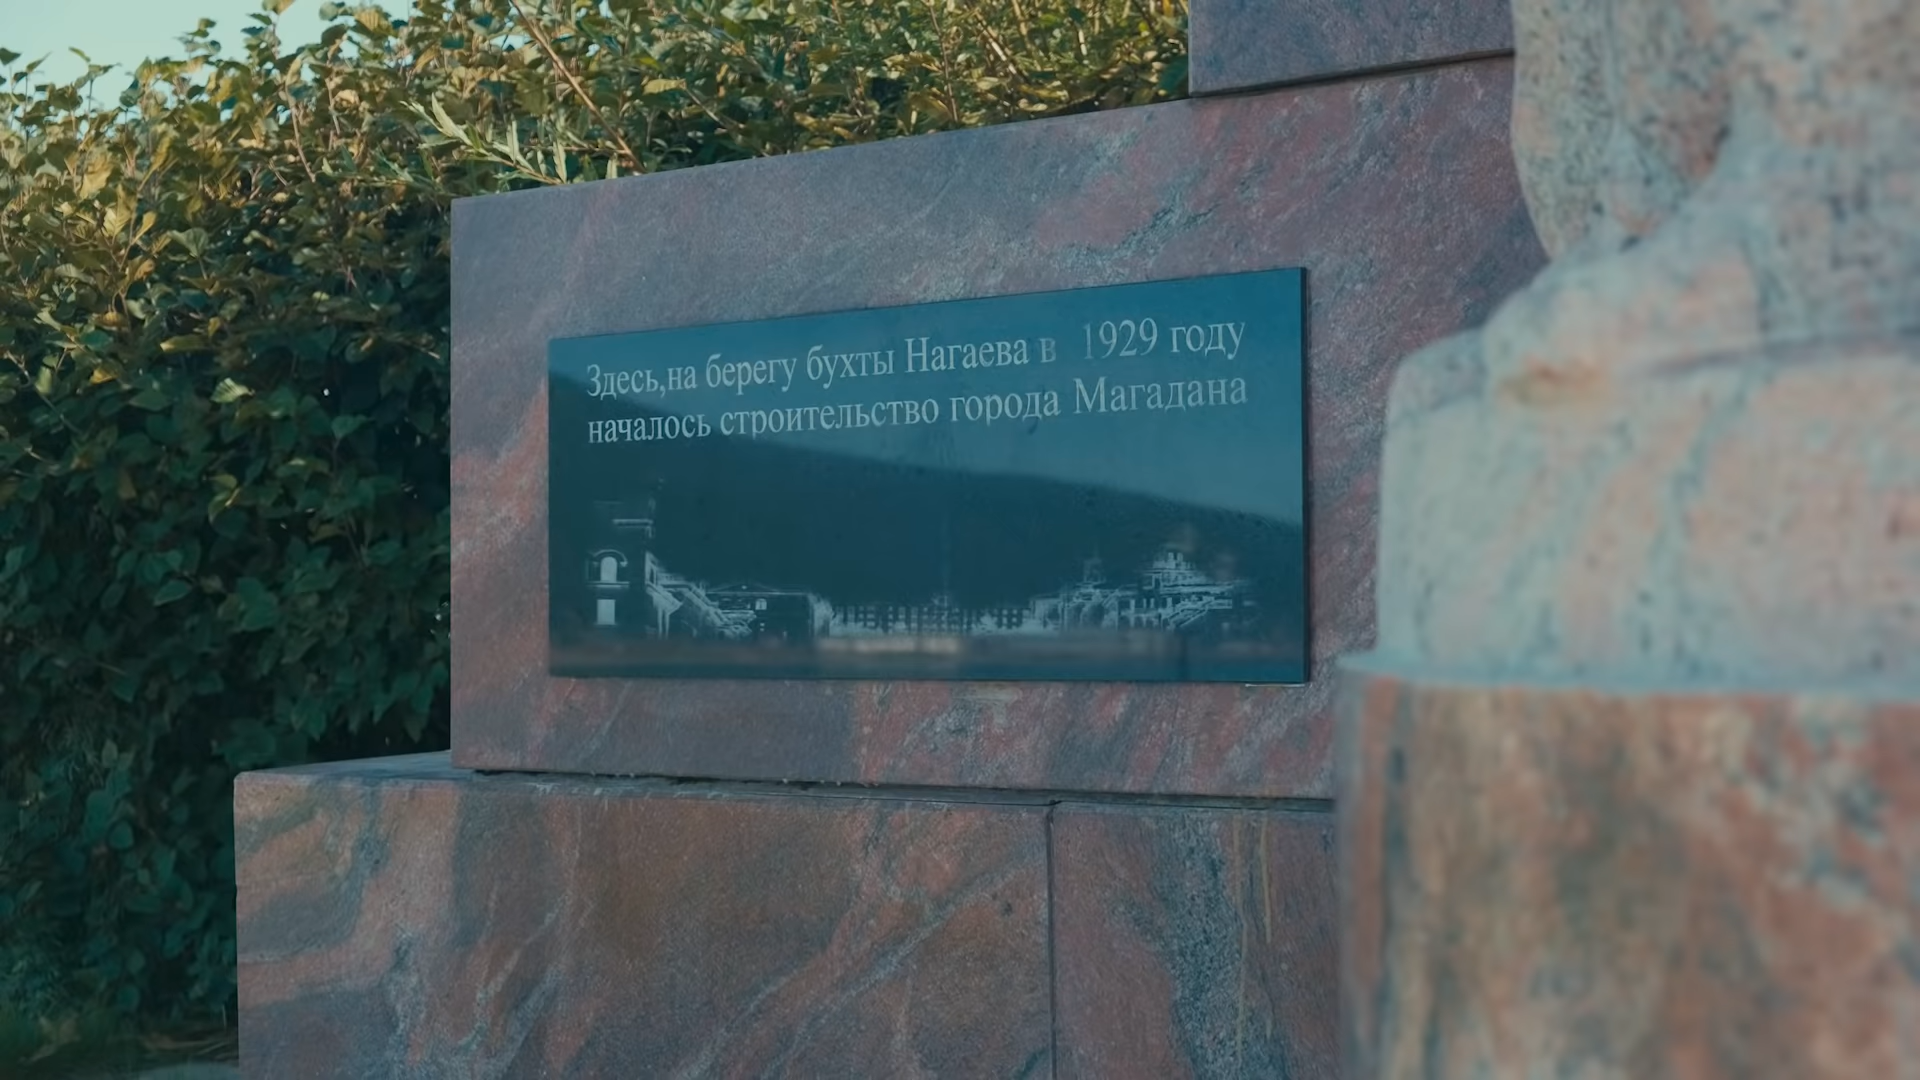 Здесь,на берегу бухты Нагаева в 1929 году
началось строительство города Магадана